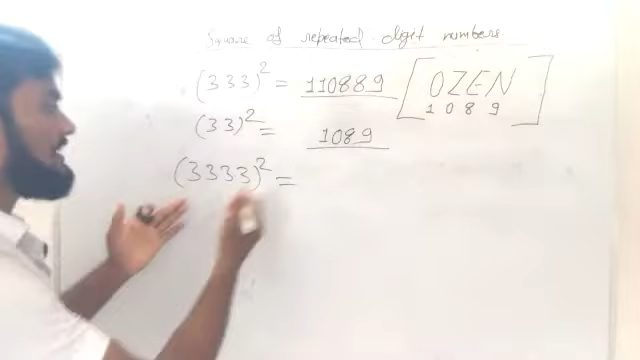 Square of repeated digit numbers
(333)² = 110889 [OZEN]
1 0 8 9
(33)² = 1089
(3333)² =